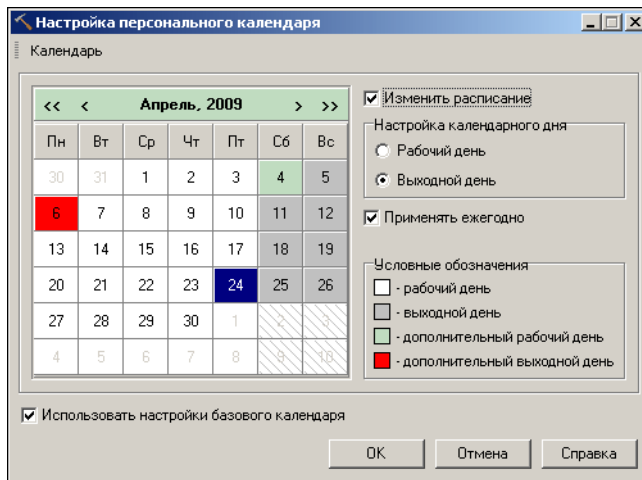 Настройка персонального календаря
Календарь
<< < Апрель, 2009 > >>
Пн Вт Ср Чт Пт Сб Вс
30 31 1 2 3 4 5
6 7 8 9 10 11 12
13 14 15 16 17 18 19
20 21 22 23 24 25 26
27 28 29 30 1 2 3
4 5 6 7 8 9 10
Изменить расписание
Настройка календарного дня
Рабочий день
Выходной день
Применять ежегодно
Условные обозначения
- рабочий день
- выходной день
- дополнительный рабочий день
- дополнительный выходной день
Использовать настройки базового календаря
OK Отмена Справка